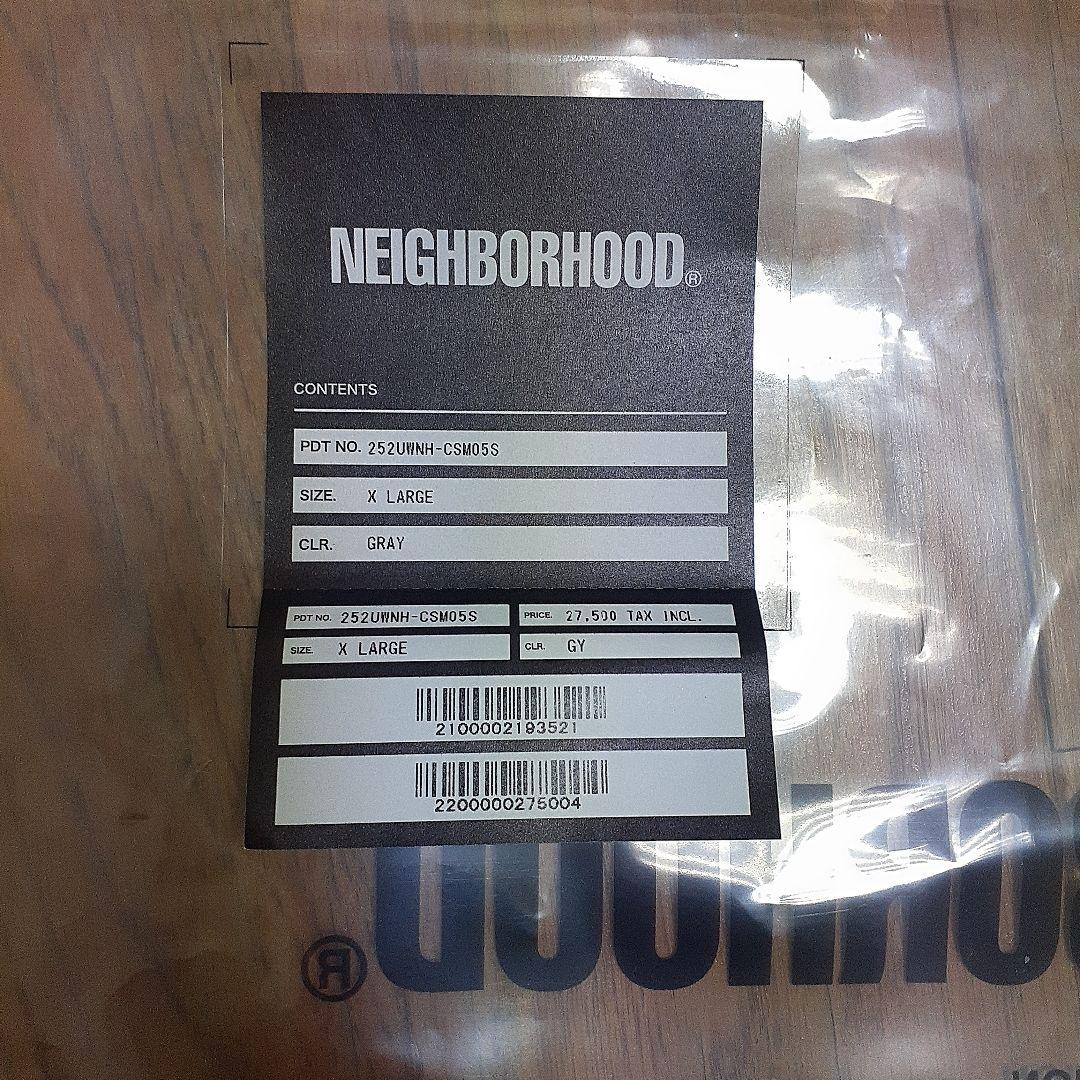 NEIGHBORHOOD®
CONTENTS
PDT NO. 252UWNH-CSM05S
SIZE. X LARGE
CLR. GRAY
PDT NO. 252UWNH-CSM05S PRICE. 27,500 TAX INCL.
SIZE. X LARGE CLR. GY
2100002193521
2200000275004
®